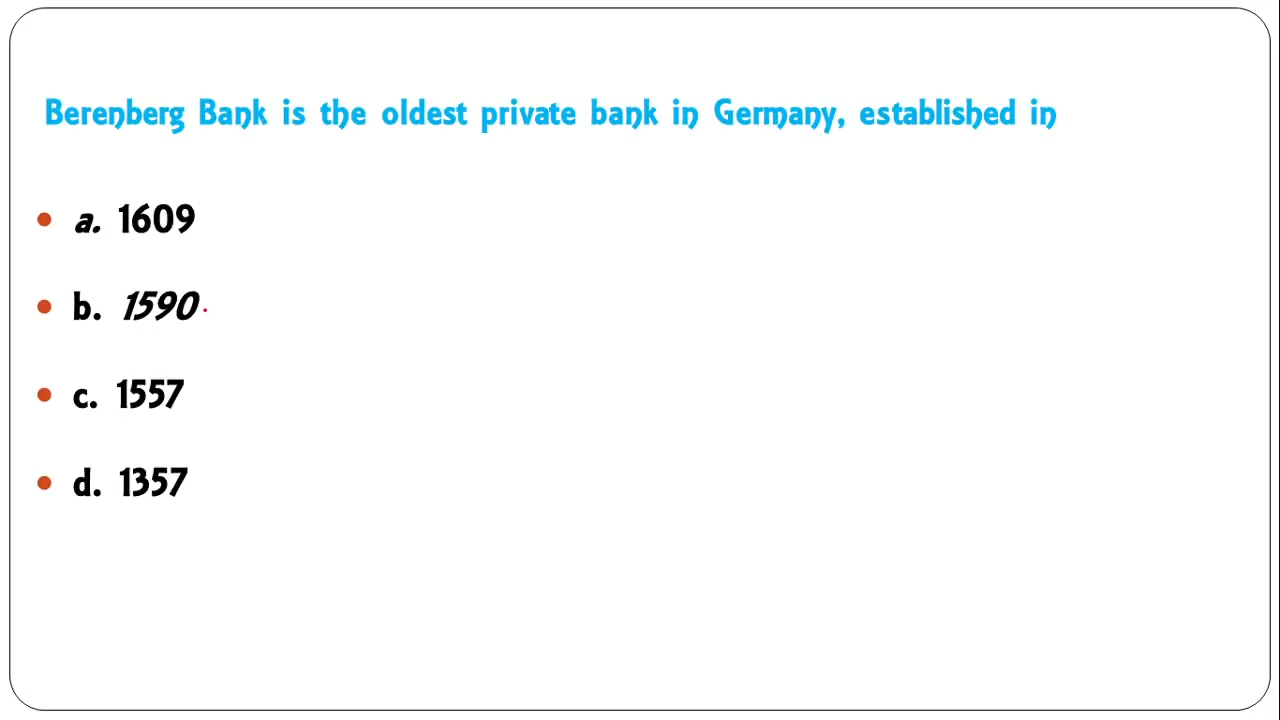 Berenberg Bank is the oldest private bank in Germany, established in
a. 1609
b. 1590
c. 1557
d. 1357